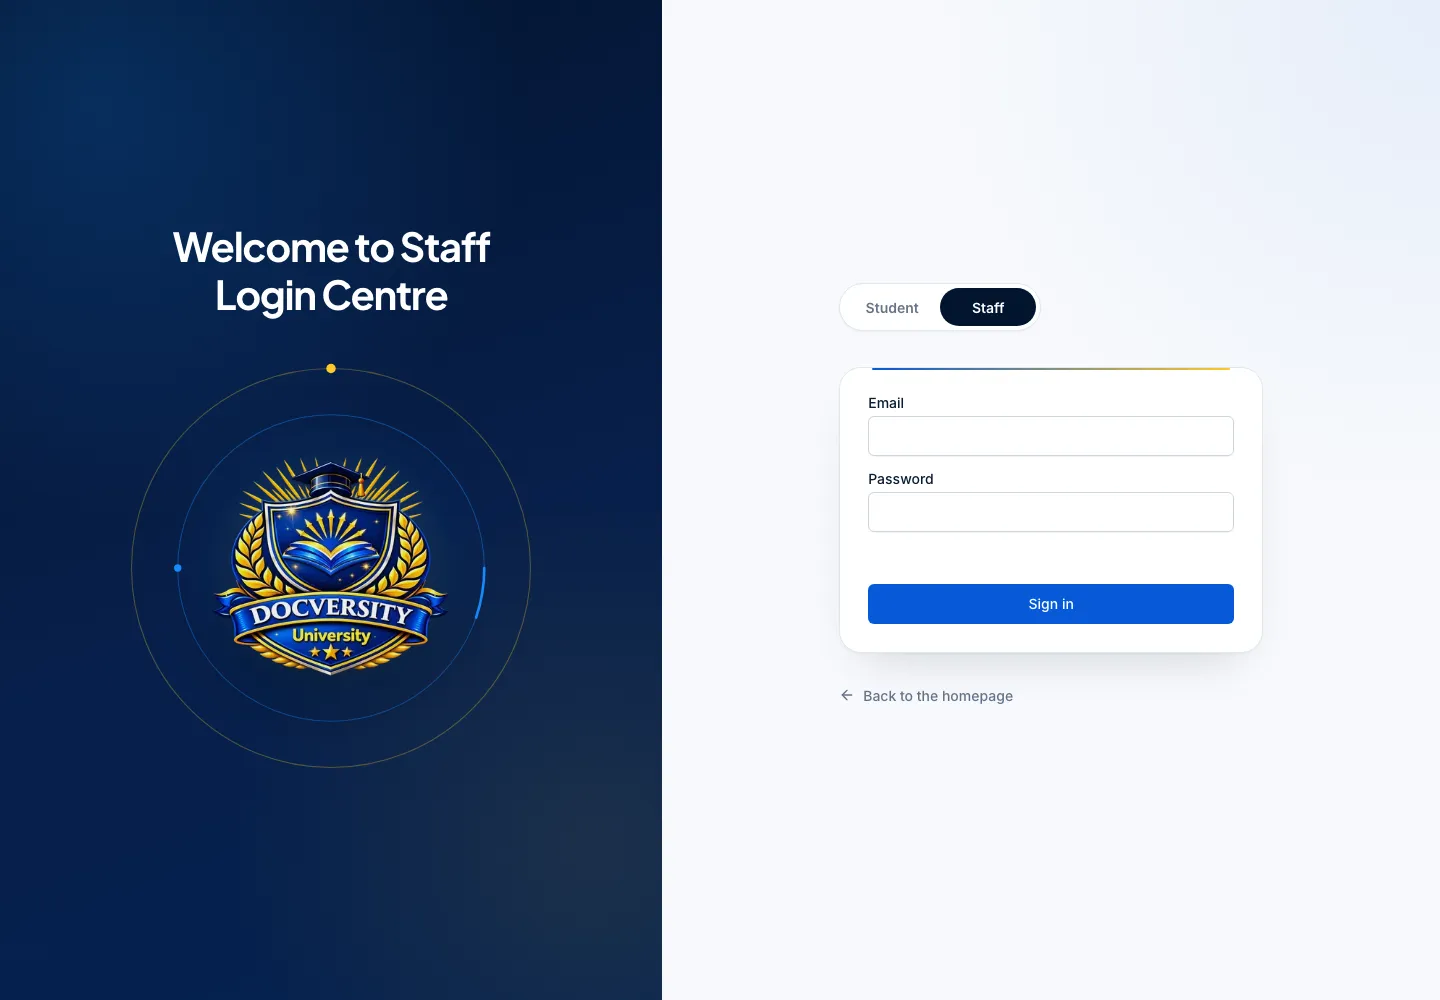 Welcome to Staff
Login Centre
DOCVERSITY
University
Student
Staff
Email
Password
Sign in
Back to the homepage